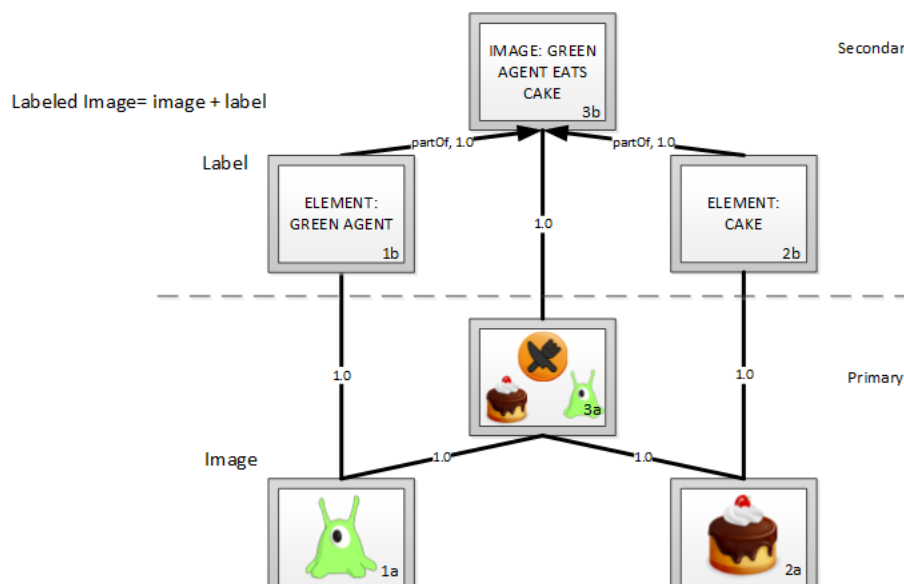 IMAGE: GREEN
AGENT EATS
CAKE
3b
Secondar
Labeled Image= image + label
partOf, 1.0
partOf, 1.0
Label
ELEMENT:
GREEN AGENT
1b
1.0
ELEMENT:
CAKE
2b
1.0
1.0
3a
Primary
Image
1.0
1.0
1a
2a